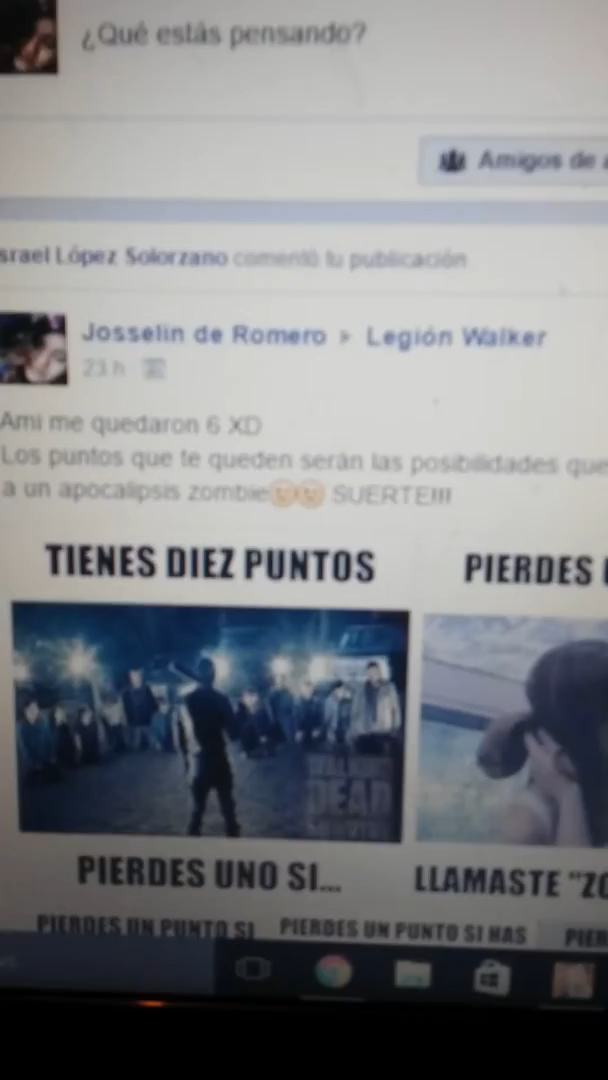 ¿Qué estás pensando?
Amigos de a
srael López Solorzano comentó tu publicación
Josselin de Romero ▸ Legión Walker
23 h
Ami me quedaron 6 XD
Los puntos que te queden serán las posibilidades que
a un apocalipsis zombie SUERTE!!!
TIENES DIEZ PUNTOS
PIERDES
DEAD
PIERDES UNO SI...
LLAMASTE "ZO
PIERDES UN PUNTO SI
PIERDES UN PUNTO SI HAS
PIER